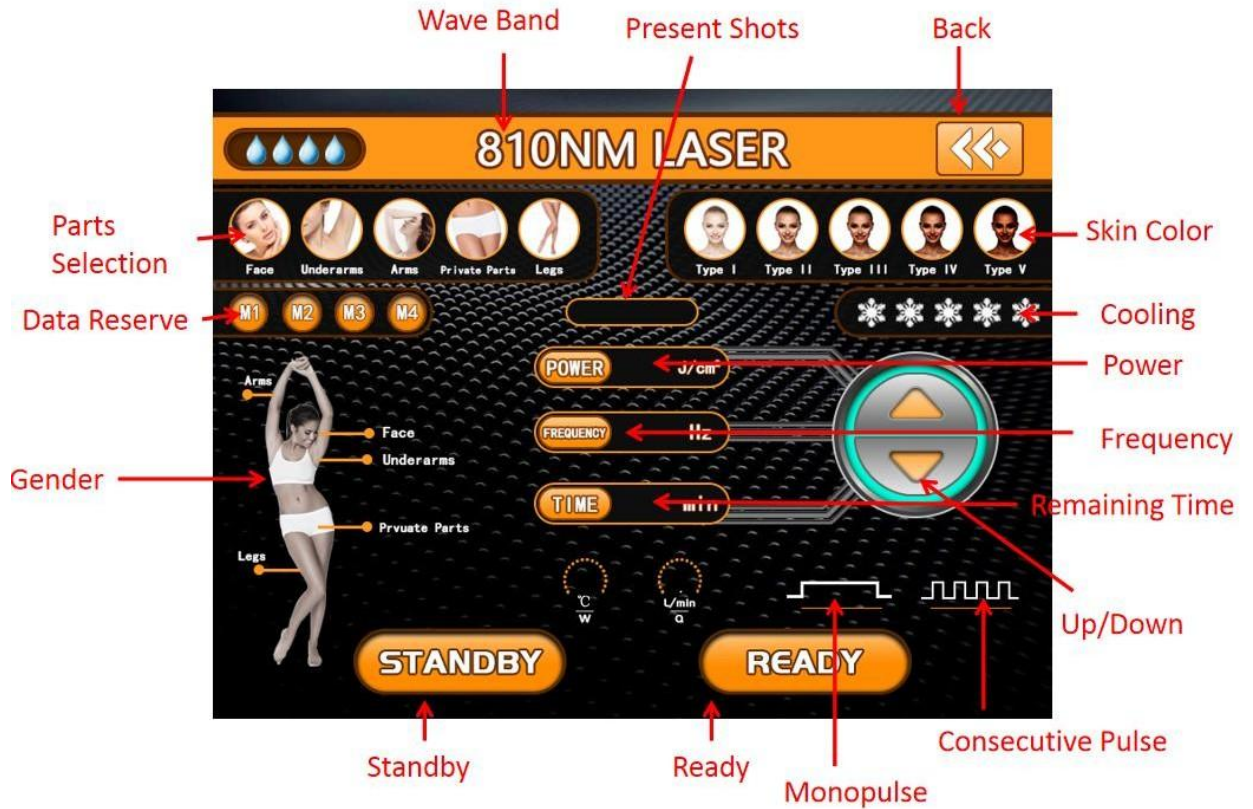 Wave Band
Present Shots
Back
810NM LASER
Parts
Selection
Face Underarms Arms Private Parts Legs
Type I Type II Type III Type IV Type V
Skin Color
Data Reserve
M1 M2 M3 M4
Cooling
POWER J/cm²
Power
Arms
Face
Underarms
FREQUENCY Hz
Frequency
Gender
TIME min
Remaining Time
Prvuate Parts
Legs
℃
W
L/min
Q
Up/Down
STANDBY
READY
Standby
Ready
Monopulse
Consecutive Pulse